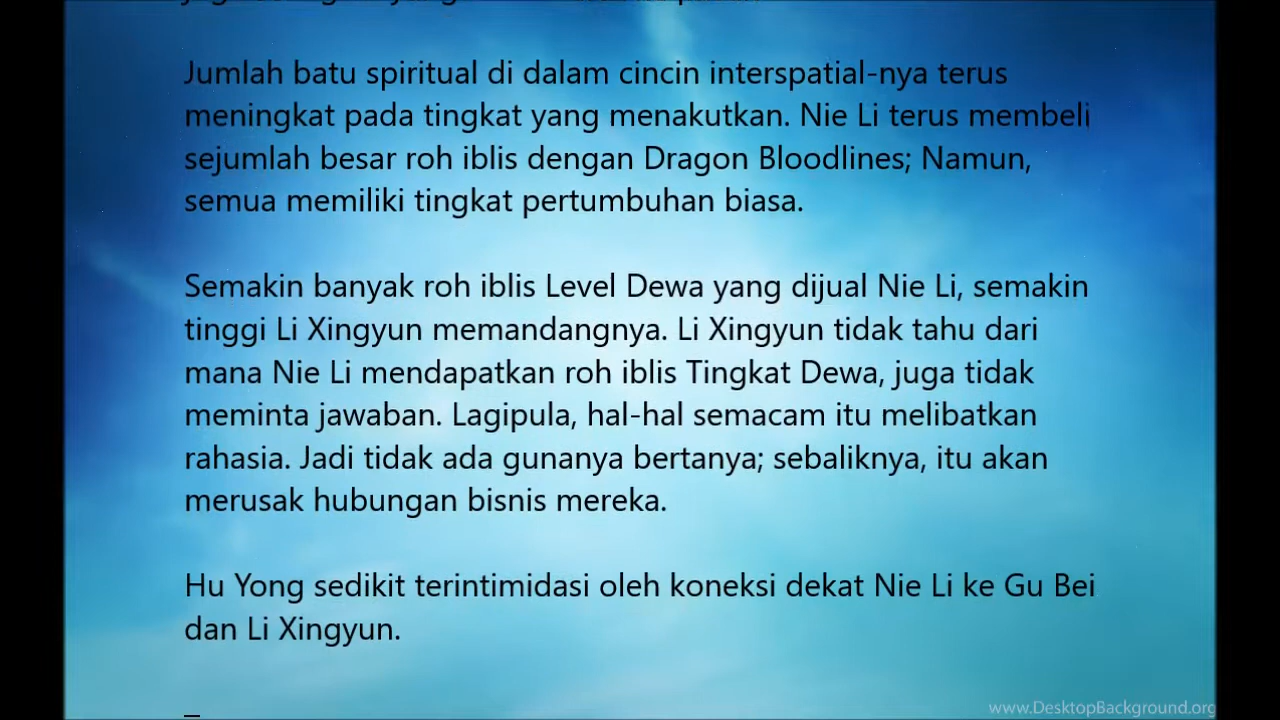 Jumlah batu spiritual di dalam cincin interspatial-nya terus
meningkat pada tingkat yang menakutkan. Nie Li terus membeli
sejumlah besar roh iblis dengan Dragon Bloodlines; Namun,
semua memiliki tingkat pertumbuhan biasa.
Semakin banyak roh iblis Level Dewa yang dijual Nie Li, semakin
tinggi Li Xingyun memandangnya. Li Xingyun tidak tahu dari
mana Nie Li mendapatkan roh iblis Tingkat Dewa, juga tidak
meminta jawaban. Lagipula, hal-hal semacam itu melibatkan
rahasia. Jadi tidak ada gunanya bertanya; sebaliknya, itu akan
merusak hubungan bisnis mereka.
Hu Yong sedikit terintimidasi oleh koneksi dekat Nie Li ke Gu Bei
dan Li Xingyun.
www.DesktopBackground.org